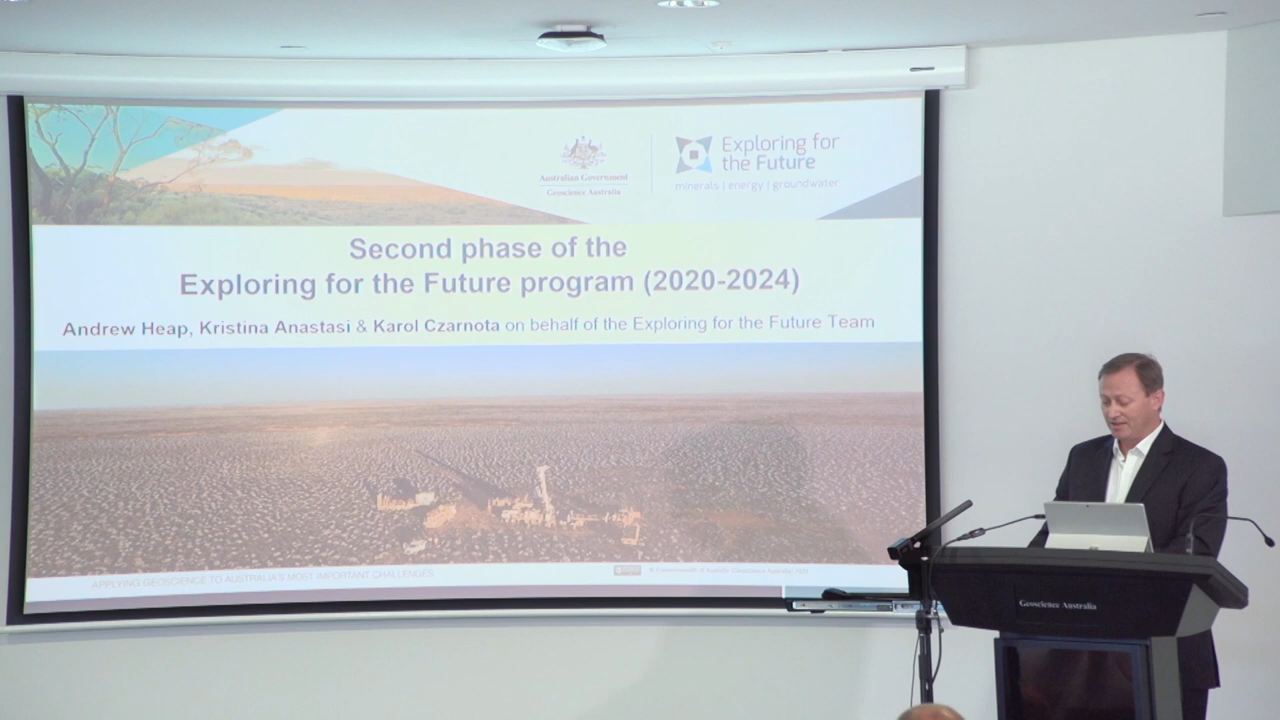 Australian Government
Geoscience Australia
Exploring for
the Future
minerals | energy | groundwater
Second phase of the
Exploring for the Future program (2020-2024)
Andrew Heap, Kristina Anastasi & Karol Czarnota on behalf of the Exploring for the Future Team
APPLYING GEOSCIENCE TO AUSTRALIA'S MOST IMPORTANT CHALLENGES
Geoscience Australia